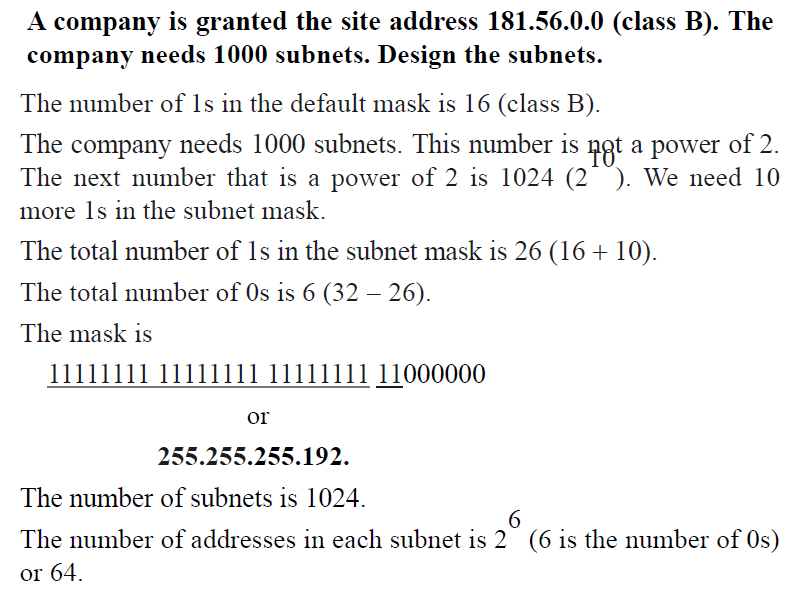 A company is granted the site address 181.56.0.0 (class B). The
company needs 1000 subnets. Design the subnets.
The number of 1s in the default mask is 16 (class B).
The company needs 1000 subnets. This number is not a power of 2.
The next number that is a power of 2 is 1024 (2^10). We need 10
more 1s in the subnet mask.
The total number of 1s in the subnet mask is 26 (16 + 10).
The total number of 0s is 6 (32 – 26).
The mask is
11111111 11111111 11111111 11000000
or
255.255.255.192.
The number of subnets is 1024.
The number of addresses in each subnet is 2^6 (6 is the number of 0s)
or 64.